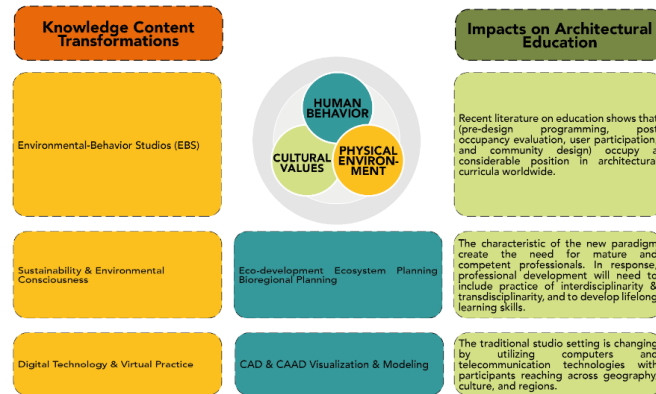 Knowledge Content
Transformations
Impacts on Architectural
Education
Environmental-Behavior Studios (EBS)
HUMAN
BEHAVIOR
CULTURAL
VALUES
PHYSICAL
ENVIRON-
MENT
Recent literature on education shows that
(pre-design programming, post
occupancy evaluation, user participation,
and community design) occupy a
considerable position in architectural
curricula worldwide.
Sustainability & Environmental
Consciousness
Eco-development Ecosystem Planning
Bioregional Planning
The characteristic of the new paradigm
create the need for mature and
competent professionals. In response,
professional development will need to
include practice of interdisciplinarity &
transdisciplinarity, and to develop lifelong
learning skills.
Digital Technology & Virtual Practice
CAD & CAAD Visualization & Modeling
The traditional studio setting is changing
by utilizing computers and
telecommunication technologies with
participants reaching across geography,
culture, and regions.